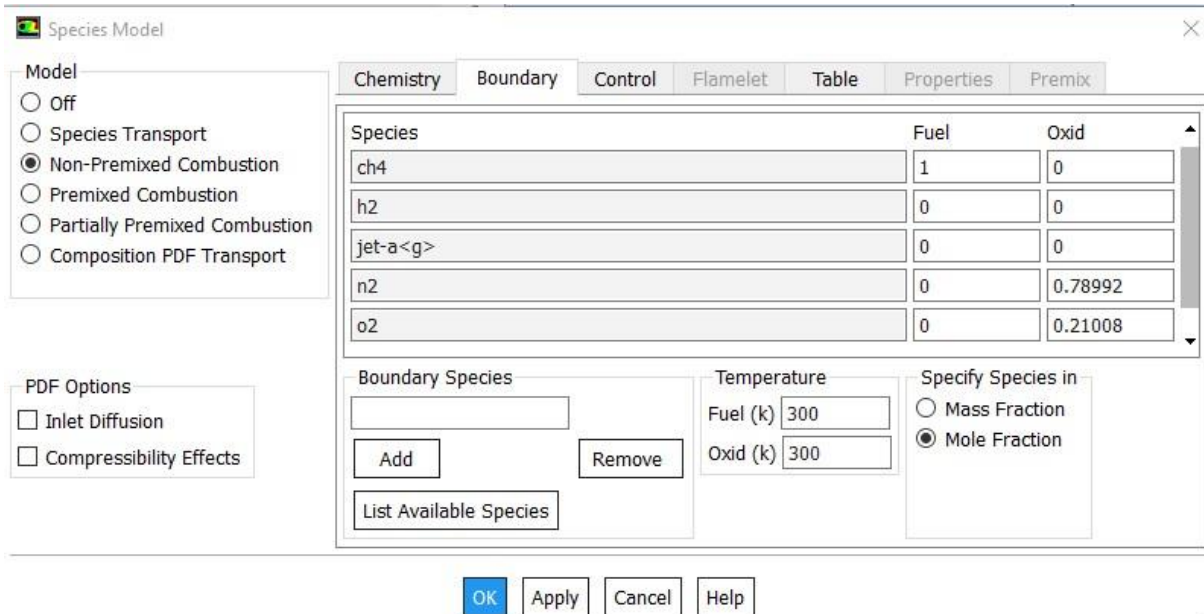 Species Model
Model
Off
Species Transport
Non-Premixed Combustion
Premixed Combustion
Partially Premixed Combustion
Composition PDF Transport
PDF Options
Inlet Diffusion
Compressibility Effects
Chemistry Boundary Control Flamelet Table Properties Premix
Species Fuel Oxid
ch4 1 0
h2 0 0
jet-a<g> 0 0
n2 0 0.78992
o2 0 0.21008
Boundary Species
Add Remove
List Available Species
Temperature
Fuel (k) 300
Oxid (k) 300
Specify Species in
Mass Fraction
Mole Fraction
OK Apply Cancel Help